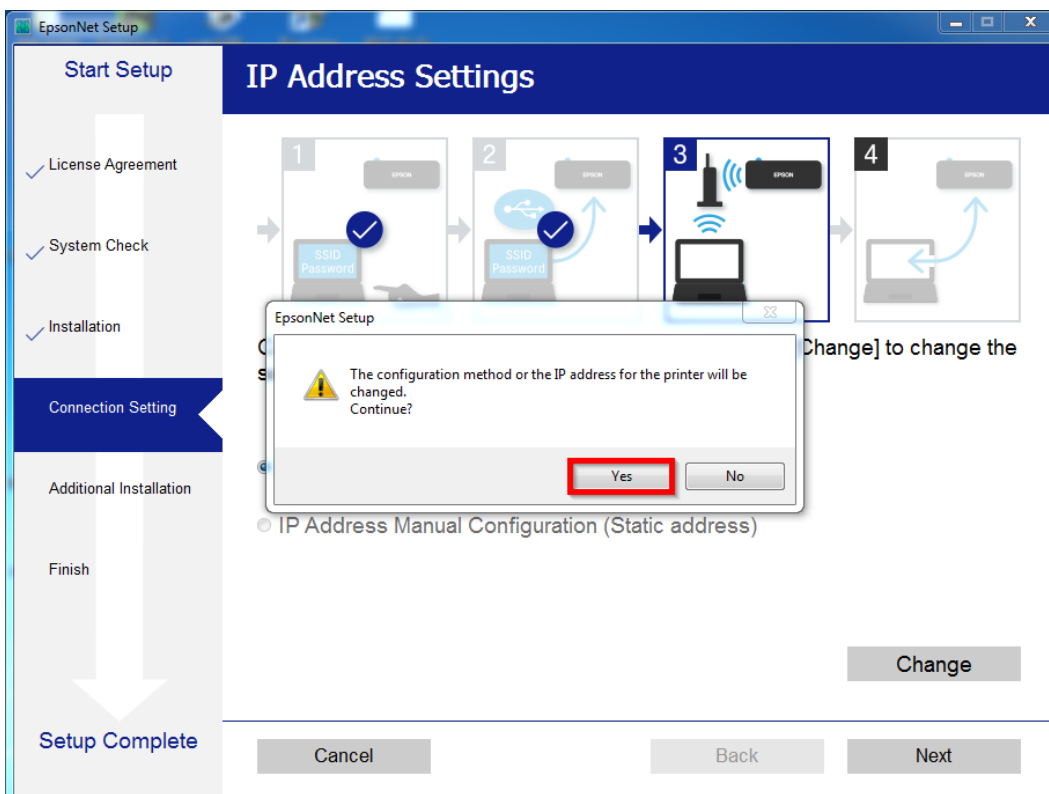 EpsonNet Setup
Start Setup
License Agreement
System Check
Installation
Connection Setting
Additional Installation
Finish
Setup Complete
IP Address Settings
1
EPSON
SSID
Password
2
EPSON
SSID
Password
3
EPSON
4
EPSON
Change] to change the
EpsonNet Setup
The configuration method or the IP address for the printer will be
changed.
Continue?
Yes
No
IP Address Manual Configuration (Static address)
Change
Cancel
Back
Next